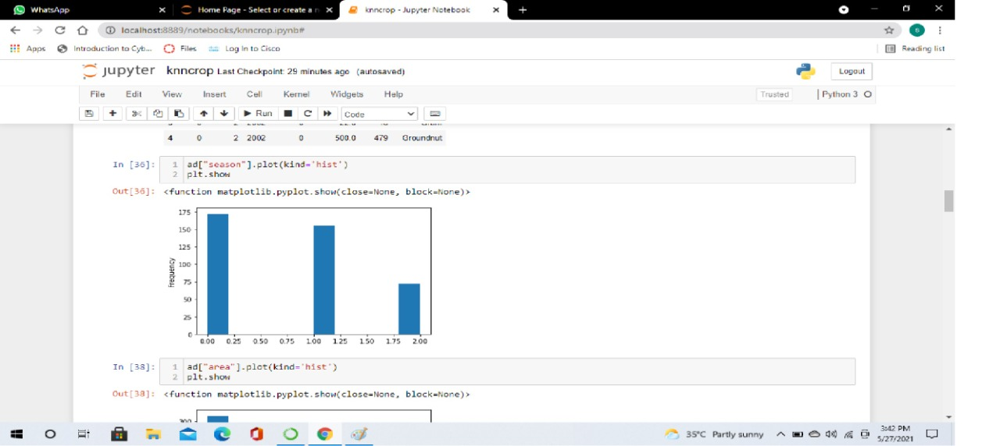 WhatsApp
Home Page - Select or create a n
knncrop - Jupyter Notebook
localhost:8889/notebooks/knncrop.ipynb#
Apps Introduction to Cyb... Files Log In to Cisco Reading list
jupyter knncrop Last Checkpoint: 29 minutes ago (autosaved) Logout
File Edit View Insert Cell Kernel Widgets Help Trusted Python 3
Run Code
4 0 2 2002 0 500.0 479 Groundnut
In [36]: 1 ad["season"].plot(kind='hist')
2 plt.show
Out[36]: <function matplotlib.pyplot.show(close=None, block=None)>
175
150
125
100
75
50
25
0
Frequency
0.00 0.25 0.50 0.75 1.00 1.25 1.50 1.75 2.00
In [38]: 1 ad["area"].plot(kind='hist')
2 plt.show
Out[38]: <function matplotlib.pyplot.show(close=None, block=None)>
300
35°C Partly sunny
3:42 PM
5/27/2021